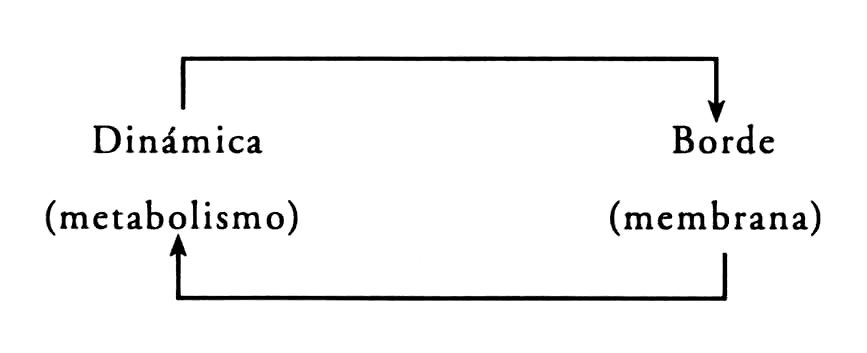 Dinámica
Borde
(metabolismo)
(membrana)